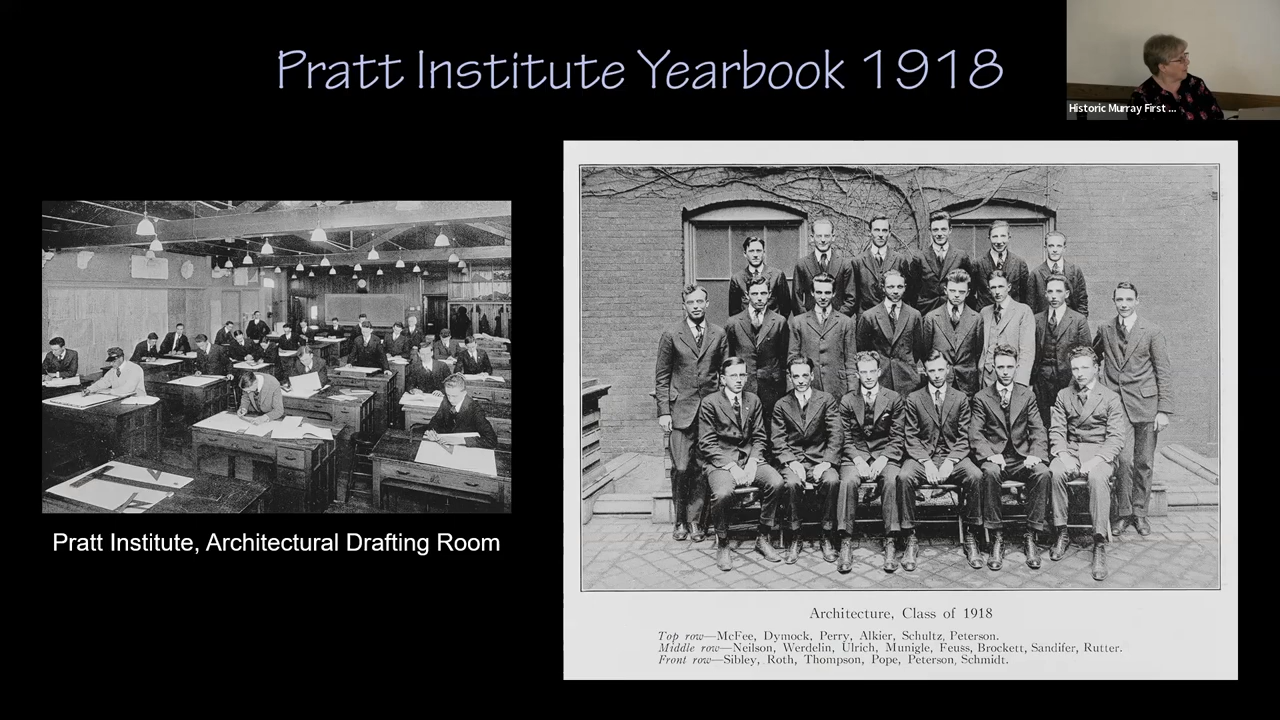 Pratt Institute Yearbook 1918
Historic Murray First ...
Pratt Institute, Architectural Drafting Room
Architecture, Class of 1918
Top row—McFee, Dymock, Perry, Alkier, Schultz, Peterson.
Middle row—Neilson, Werdelin, Ulrich, Munigle, Feuss, Brockett, Sandifer, Rutter.
Front row—Sibley, Roth, Thompson, Pope, Peterson, Schmidt.